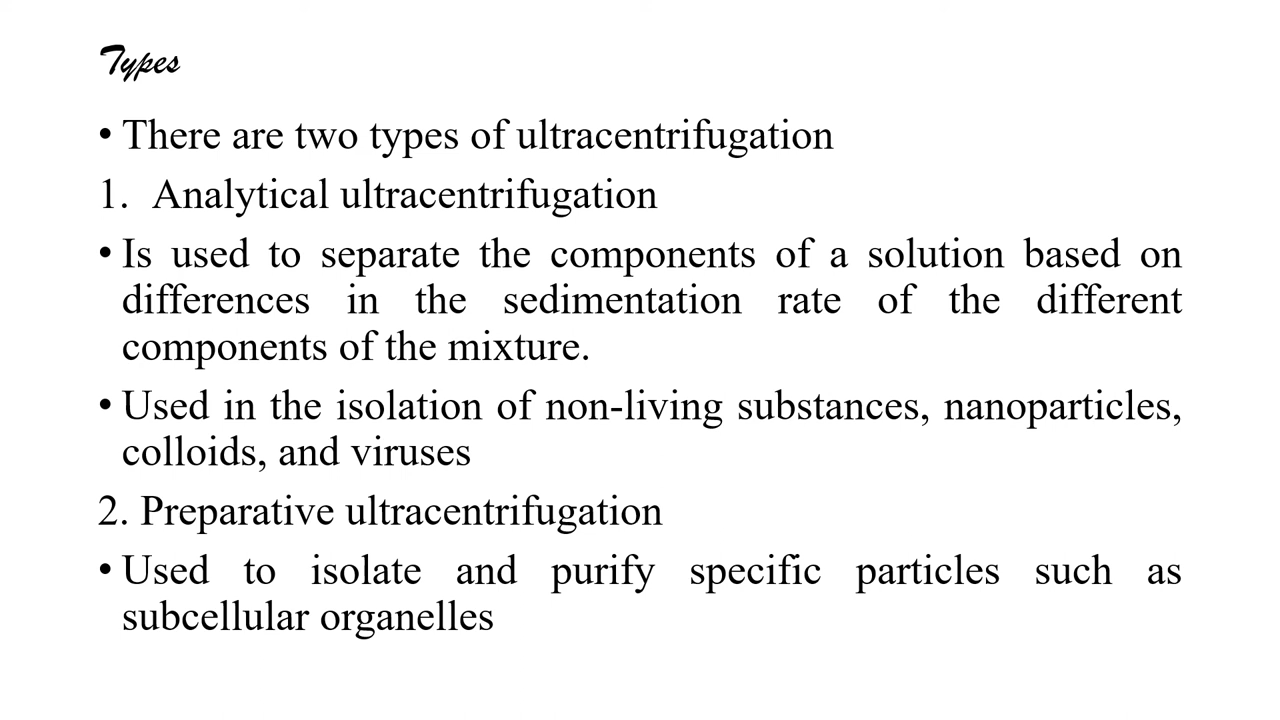 Types
• There are two types of ultracentrifugation
1. Analytical ultracentrifugation
• Is used to separate the components of a solution based on
differences in the sedimentation rate of the different
components of the mixture.
• Used in the isolation of non-living substances, nanoparticles,
colloids, and viruses
2. Preparative ultracentrifugation
• Used to isolate and purify specific particles such as
subcellular organelles